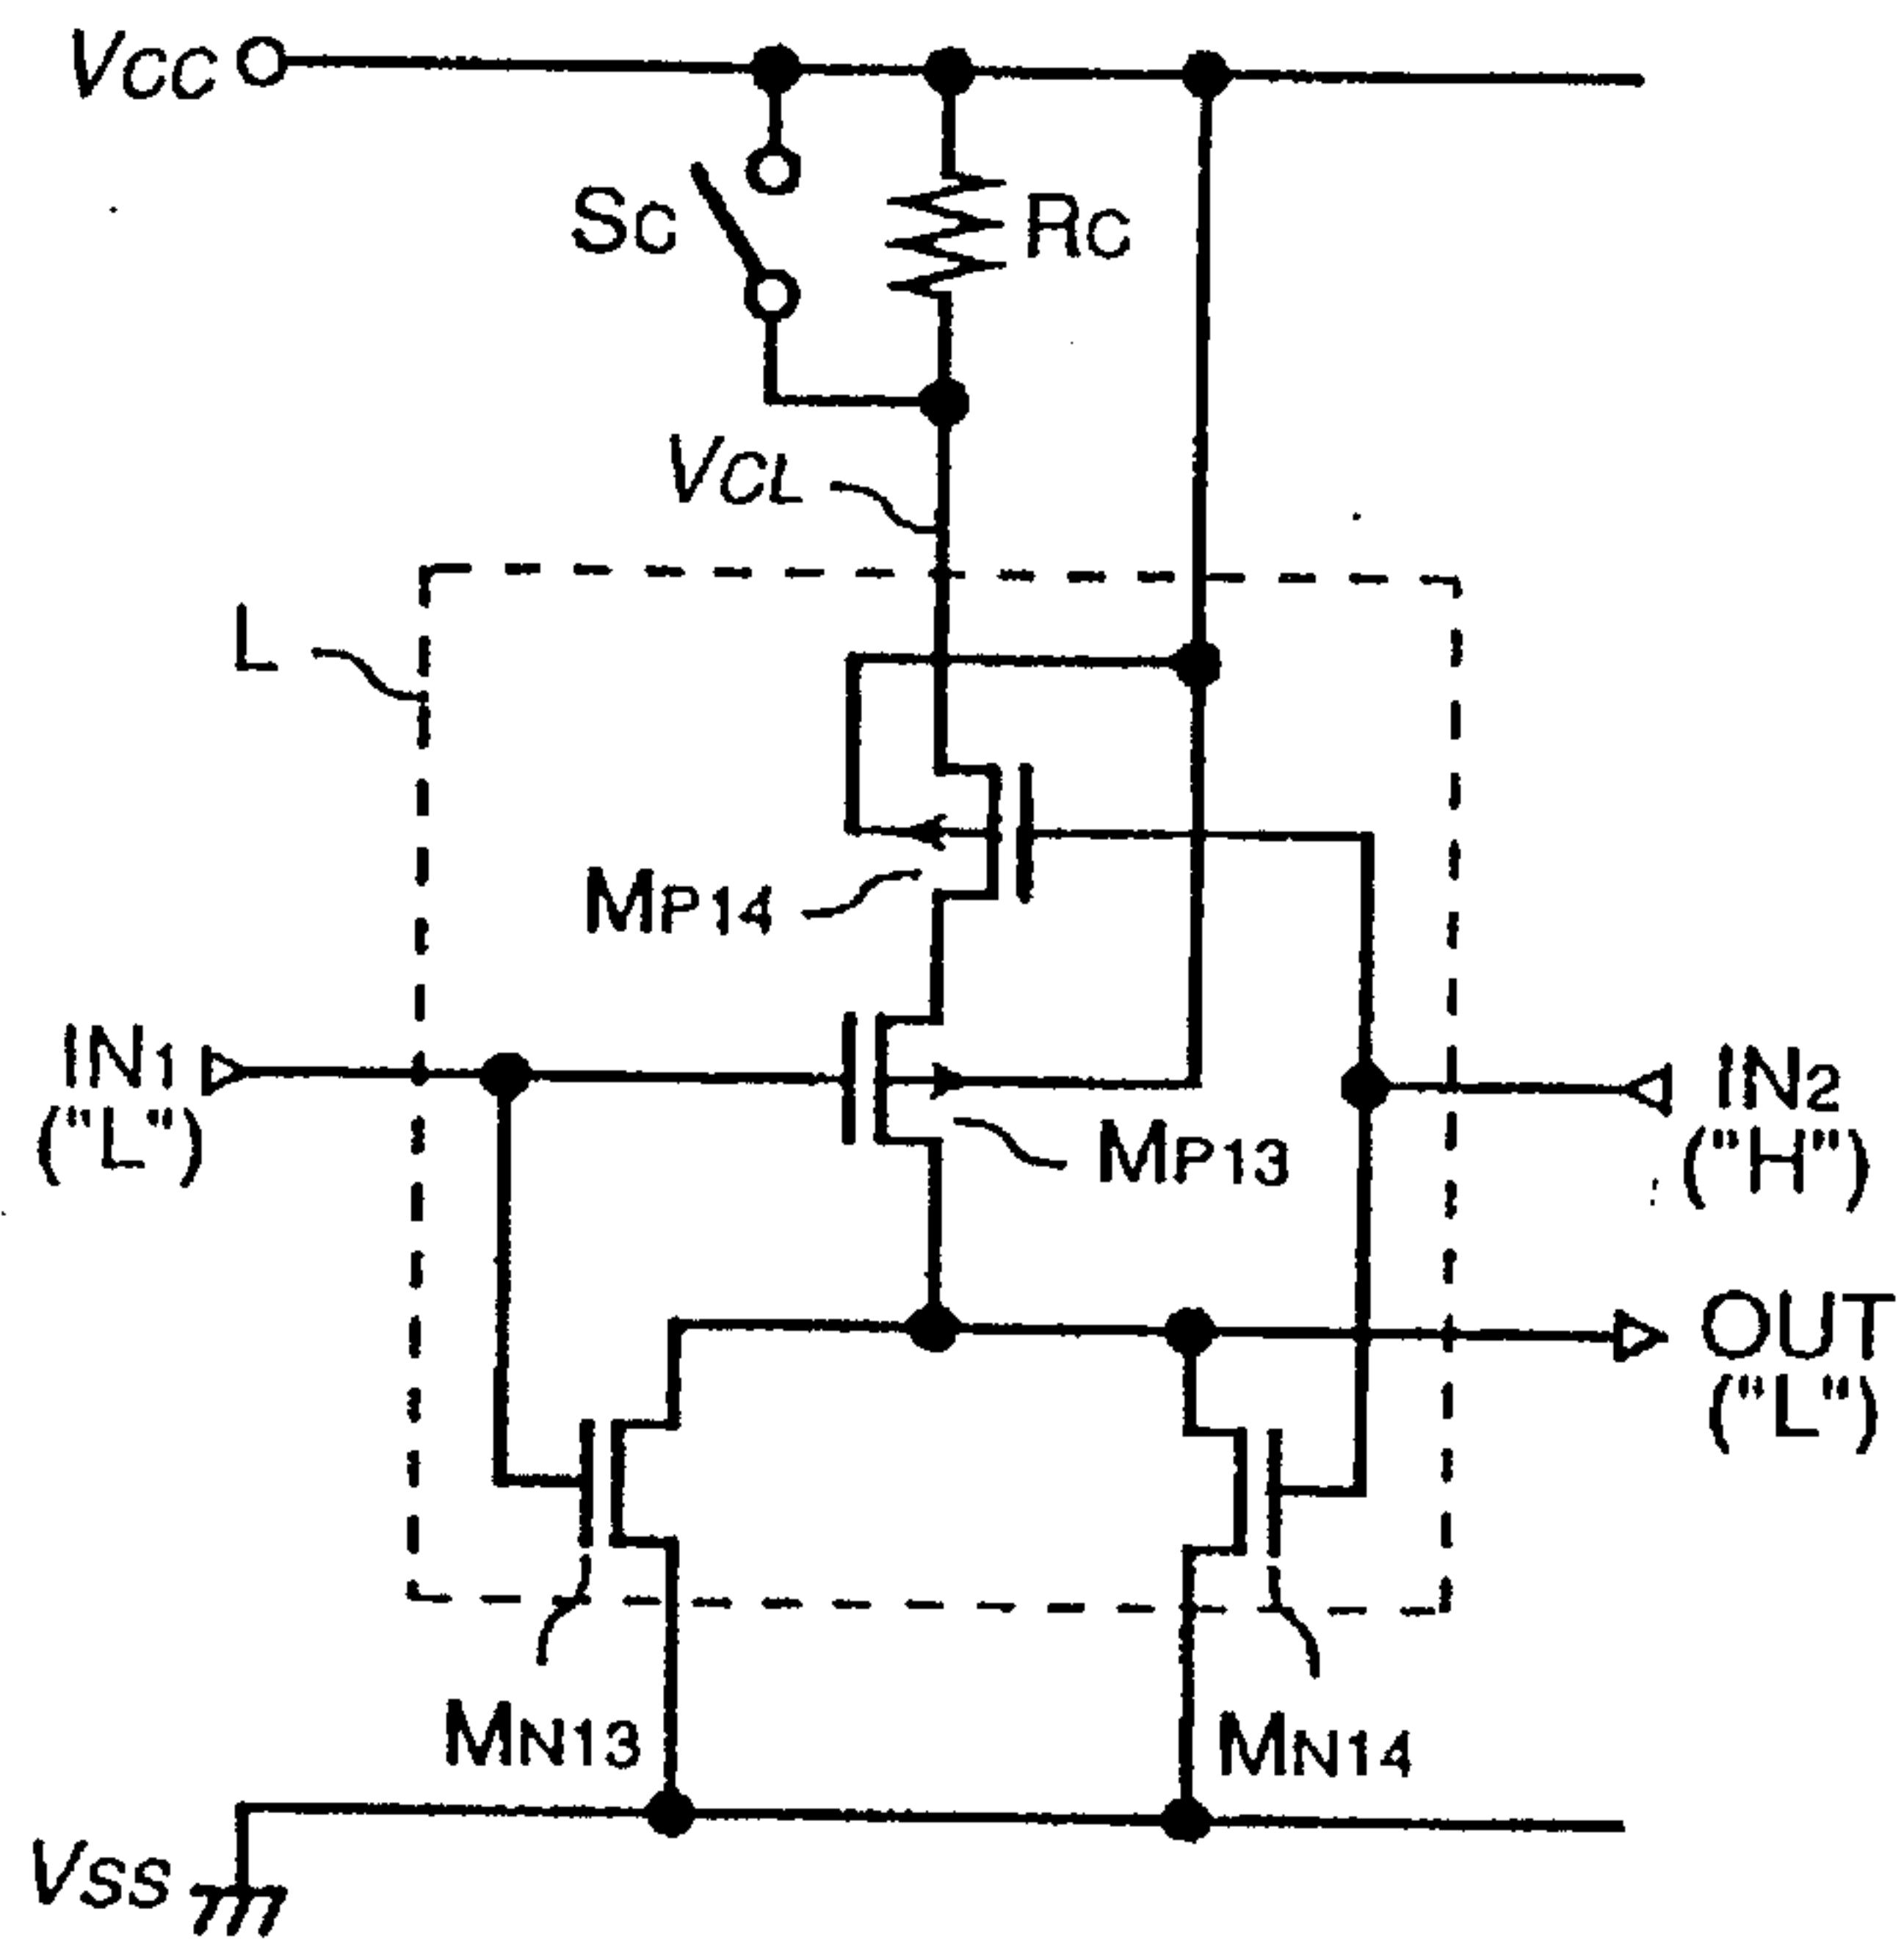 VCC
SC
RC
VCL
L
MP14
IN1
("L")
IN2
("H")
MP13
OUT
("L")
MN13
MN14
VSS